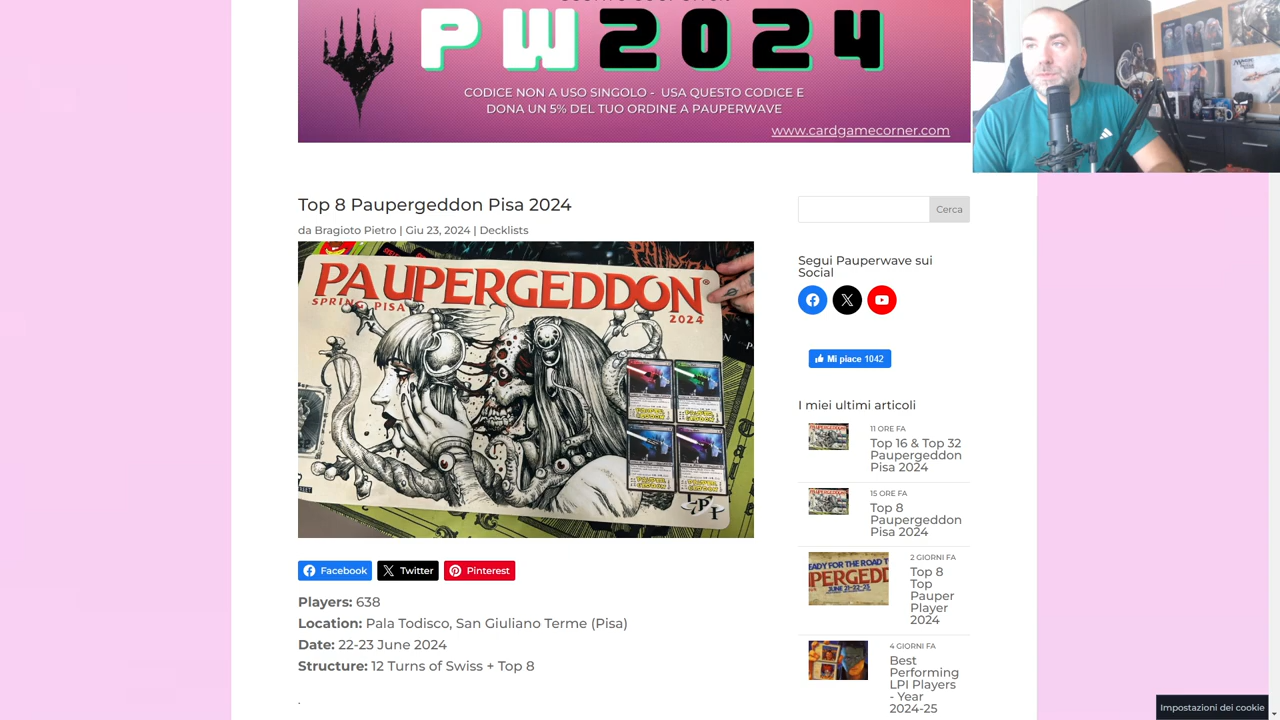 PW2024
CODICE NON A USO SINGOLO - USA QUESTO CODICE E
DONA UN 5% DEL TUO ORDINE A PAUPERWAVE
www.cardgamecorner.com
Top 8 Paupergeddon Pisa 2024
da Bragioto Pietro | Giu 23, 2024 | Decklists
PAUPERGEDDON
SPRING PISA
2024
LPI
Facebook
Twitter
Pinterest
Players: 638
Location: Pala Todisco, San Giuliano Terme (Pisa)
Date: 22-23 June 2024
Structure: 12 Turns of Swiss + Top 8
.
Cerca
Segui Pauperwave sui
Social
Mi piace 1042
I miei ultimi articoli
11 ORE FA
Top 16 & Top 32
Paupergeddon
Pisa 2024
15 ORE FA
Top 8
Paupergeddon
Pisa 2024
2 GIORNI FA
Top 8
Top
Pauper
Player
2024
4 GIORNI FA
Best
Performing
LPI Players
- Year
2024-25
Impostazioni dei cookie